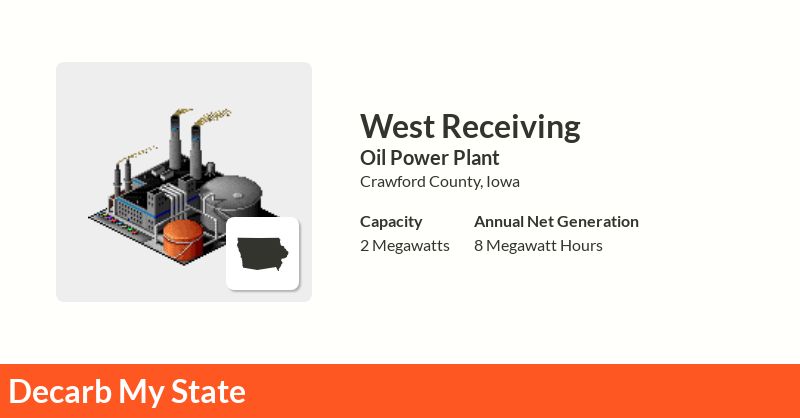 West Receiving
Oil Power Plant
Crawford County, Iowa
Capacity
Annual Net Generation
2 Megawatts
8 Megawatt Hours
Decarb My State